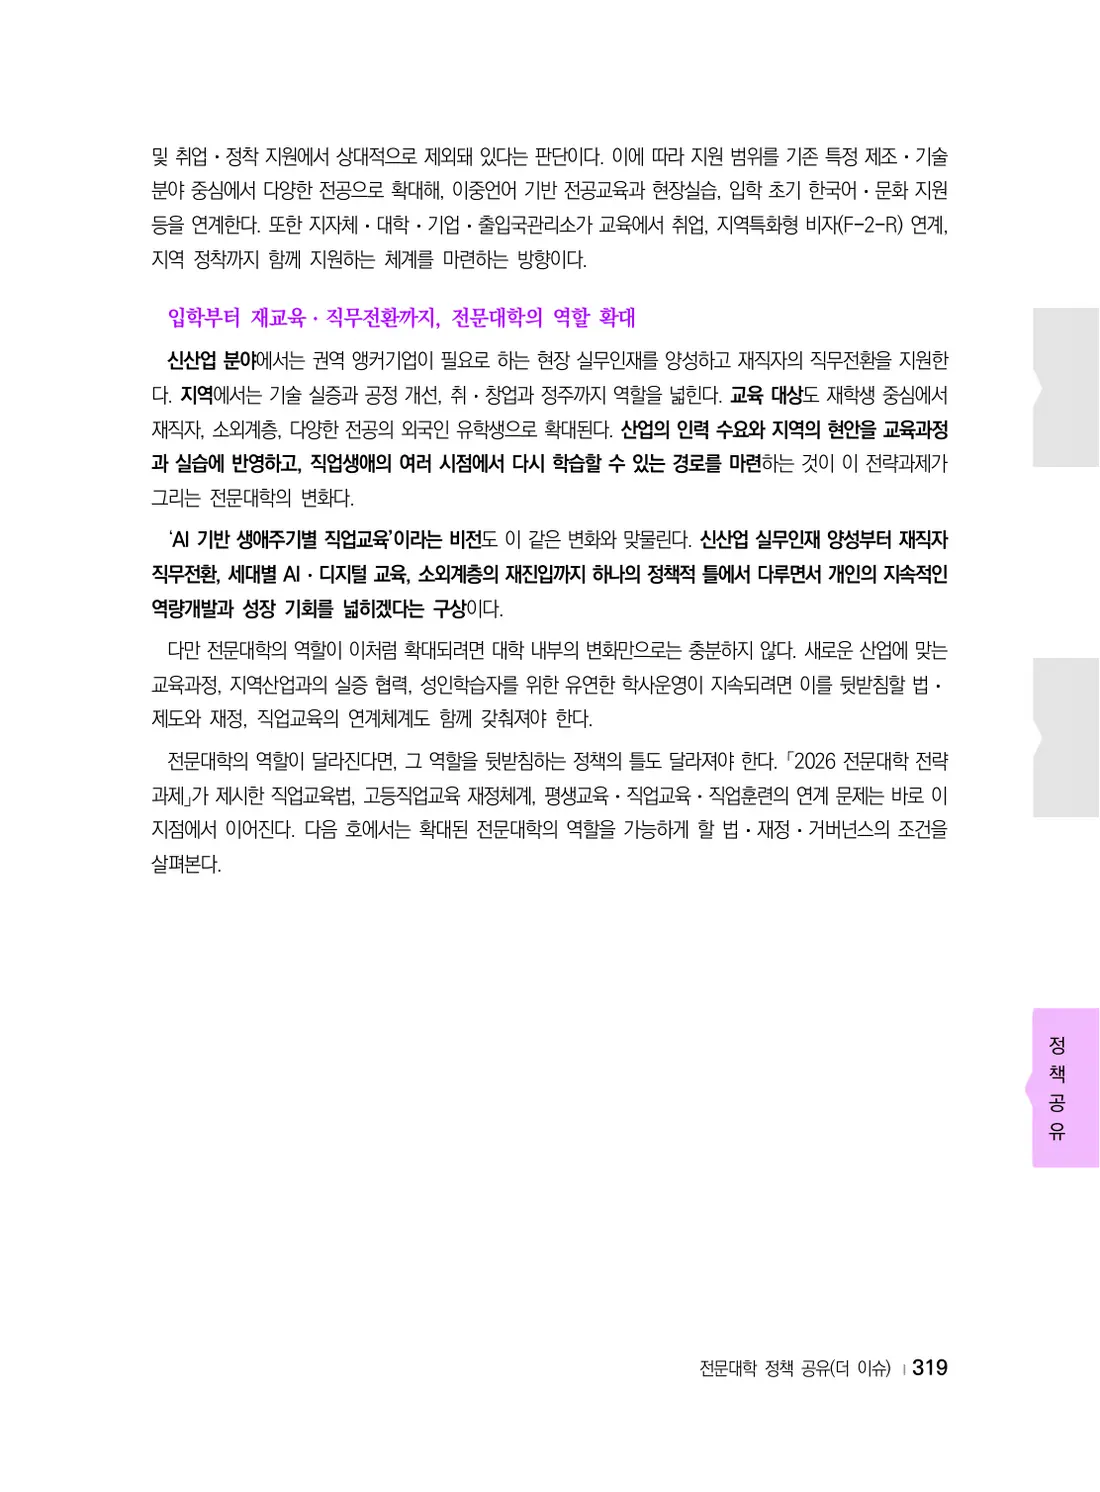 및 취업·정착 지원에서 상대적으로 제외돼 있다는 판단이다. 이에 따라 지원 범위를 기존 특정 제조·기술
분야 중심에서 다양한 전공으로 확대해, 이중언어 기반 전공교육과 현장실습, 입학 초기 한국어·문화 지원
등을 연계한다. 또한 지자체·대학·기업·출입국관리소가 교육에서 취업, 지역특화형 비자(F-2-R) 연계,
지역 정착까지 함께 지원하는 체계를 마련하는 방향이다.
입학부터 재교육·직무전환까지, 전문대학의 역할 확대
신산업 분야에서는 권역 앵커기업이 필요로 하는 현장 실무인재를 양성하고 재직자의 직무전환을 지원한
다. 지역에서는 기술 실증과 공정 개선, 취·창업과 정주까지 역할을 넓힌다. 교육 대상도 재학생 중심에서
재직자, 소외계층, 다양한 전공의 외국인 유학생으로 확대된다. 산업의 인력 수요와 지역의 현안을 교육과정
과 실습에 반영하고, 직업생애의 여러 시점에서 다시 학습할 수 있는 경로를 마련하는 것이 이 전략과제가
그리는 전문대학의 변화다.
‘AI 기반 생애주기별 직업교육’이라는 비전도 이 같은 변화와 맞물린다. 신산업 실무인재 양성부터 재직자
직무전환, 세대별 AI·디지털 교육, 소외계층의 재진입까지 하나의 정책적 틀에서 다루면서 개인의 지속적인
역량개발과 성장 기회를 넓히겠다는 구상이다.
다만 전문대학의 역할이 이처럼 확대되려면 대학 내부의 변화만으로는 충분하지 않다. 새로운 산업에 맞는
교육과정, 지역산업과의 실증 협력, 성인학습자를 위한 유연한 학사운영이 지속되려면 이를 뒷받침할 법·
제도와 재정, 직업교육의 연계체계도 함께 갖춰져야 한다.
전문대학의 역할이 달라진다면, 그 역할을 뒷받침하는 정책의 틀도 달라져야 한다. 「2026 전문대학 전략
과제」가 제시한 직업교육법, 고등직업교육 재정체계, 평생교육·직업교육·직업훈련의 연계 문제는 바로 이
지점에서 이어진다. 다음 호에서는 확대된 전문대학의 역할을 가능하게 할 법·재정·거버넌스의 조건을
살펴본다.
정
책
공
유
전문대학 정책 공유(더 이슈) | 319